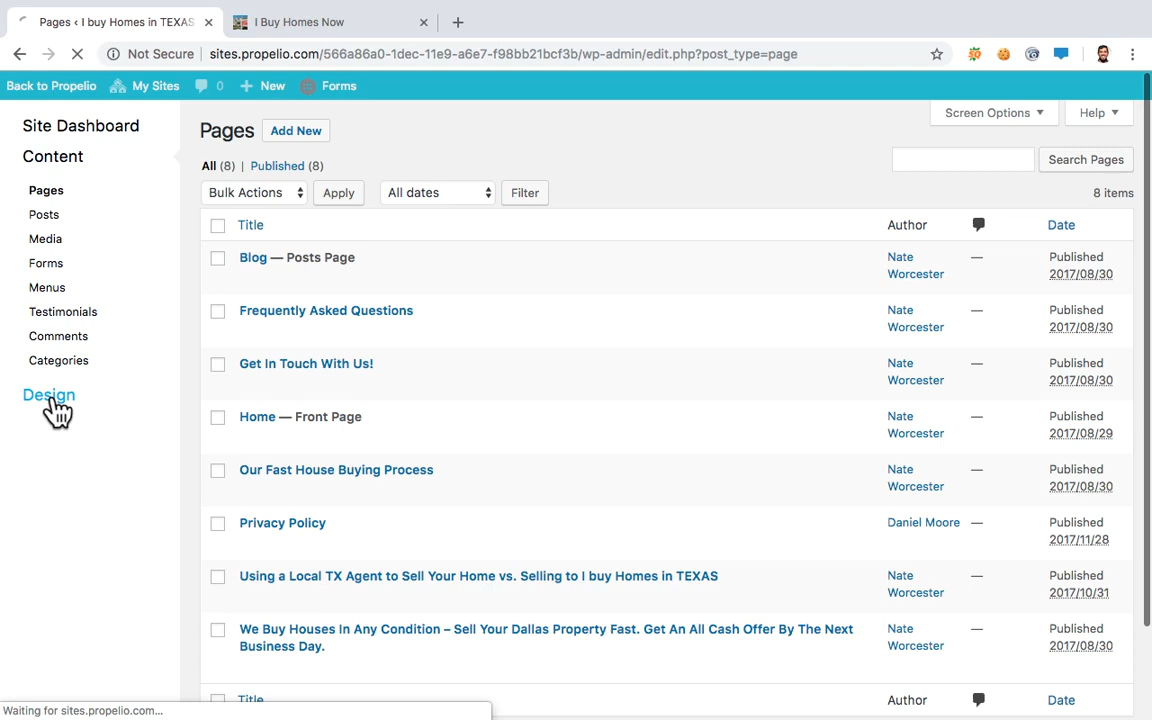 Pages ‹ I buy Homes in TEXAS
I Buy Homes Now
Not Secure
sites.propelio.com/566a86a0-1dec-11e9-a6e7-f98bb21bcf3b/wp-admin/edit.php?post_type=page
Back to Propelio
My Sites
0
New
Forms
Site Dashboard
Content
Pages
Posts
Media
Forms
Menus
Testimonials
Comments
Categories
Design
Screen Options
Help
Pages
Add New
All (8) | Published (8)
Search Pages
Bulk Actions
Apply
All dates
Filter
8 items
Title
Author
Date
Blog — Posts Page
Nate
Worcester
—
Published
2017/08/30
Frequently Asked Questions
Nate
Worcester
—
Published
2017/08/30
Get In Touch With Us!
Nate
Worcester
—
Published
2017/08/30
Home — Front Page
Nate
Worcester
—
Published
2017/08/29
Our Fast House Buying Process
Nate
Worcester
—
Published
2017/08/30
Privacy Policy
Daniel Moore
—
Published
2017/11/28
Using a Local TX Agent to Sell Your Home vs. Selling to I buy Homes in TEXAS
Nate
Worcester
—
Published
2017/10/31
We Buy Houses In Any Condition – Sell Your Dallas Property Fast. Get An All Cash Offer By The Next
Business Day.
Nate
Worcester
—
Published
2017/08/30
Title
Author
Date
Waiting for sites.propelio.com...